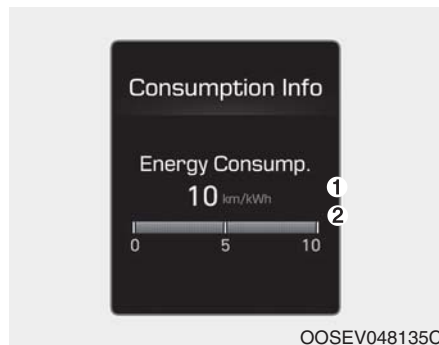 Consumption Info
Energy Consump.
10 km/kWh ①
②
0 5 10
OOSEV048135C